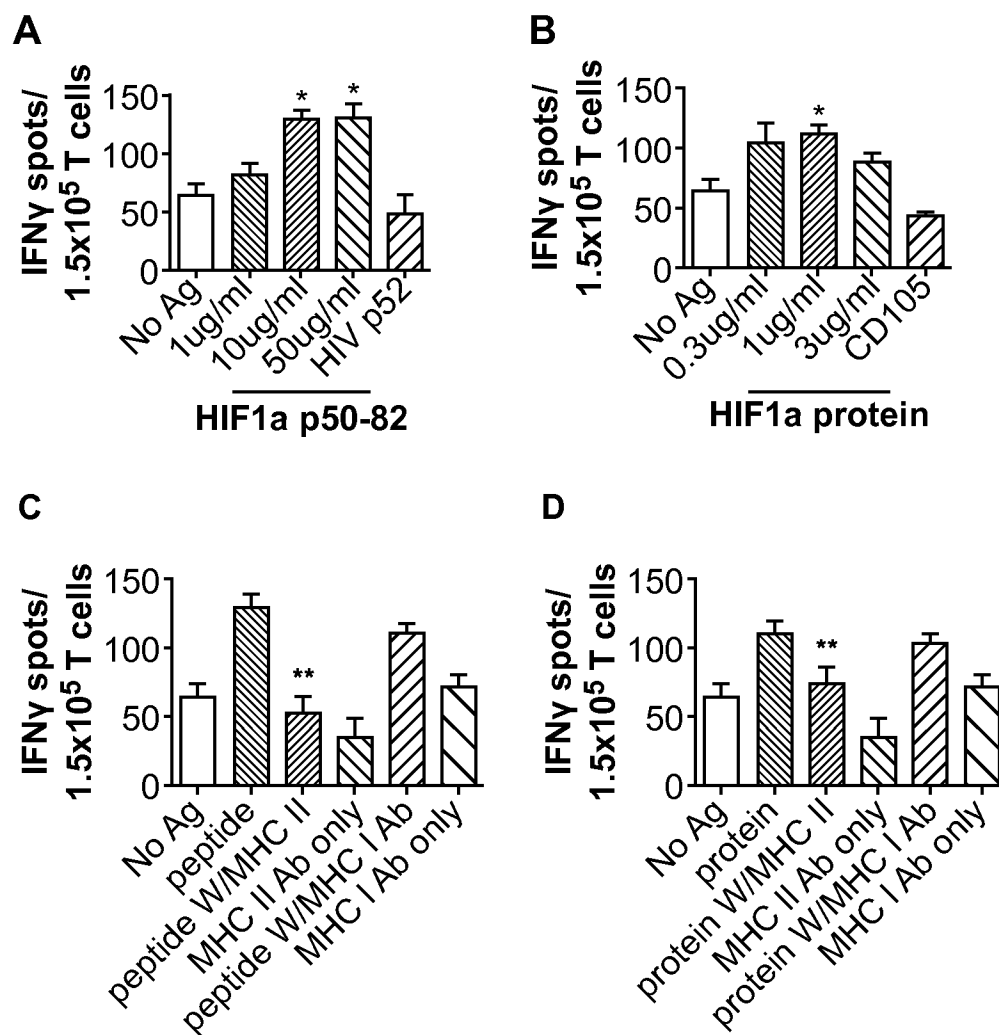 A
IFNγ spots/
1.5x10⁵ T cells
150
100
50
0
No Ag
1ug/ml
10ug/ml
50ug/ml
HIV p52
* *
HIF1a p50-82
B
IFNγ spots/
1.5x10⁵ T cells
150
100
50
0
No Ag
0.3ug/ml
1ug/ml
3ug/ml
CD105
*
HIF1a protein
C
IFNγ spots/
1.5x10⁵ T cells
150
100
50
0
**
No Ag
peptide
peptide W/MHC II
MHC II Ab only
peptide W/MHC I Ab
MHC I Ab only
D
IFNγ spots/
1.5x10⁵ T cells
150
100
50
0
**
No Ag
protein
protein W/MHC II
MHC II Ab only
protein W/MHC I Ab
MHC I Ab only